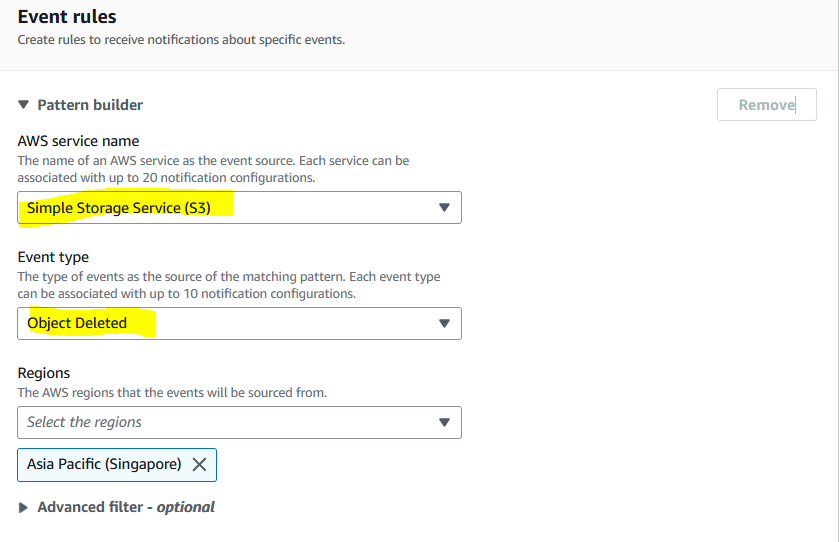 Event rules
Create rules to receive notifications about specific events.
Pattern builder
Remove
AWS service name
The name of an AWS service as the event source. Each service can be
associated with up to 20 notification configurations.
Simple Storage Service (S3)
Event type
The type of events as the source of the matching pattern. Each event type
can be associated with up to 10 notification configurations.
Object Deleted
Regions
The AWS regions that the events will be sourced from.
Select the regions
Asia Pacific (Singapore)
Advanced filter - optional